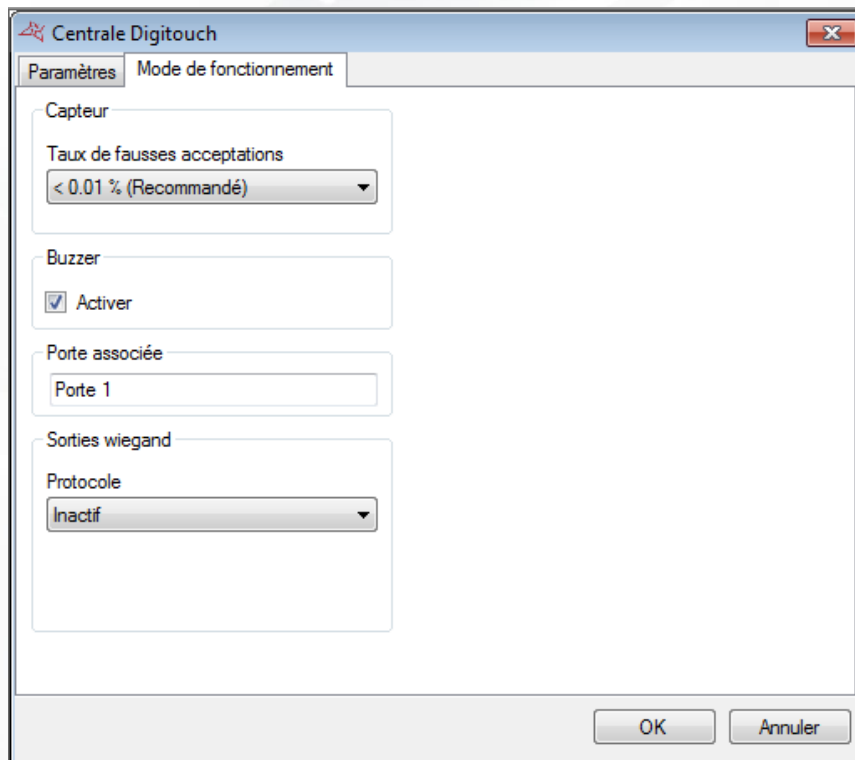 Centrale Digitouch
Paramètres
Mode de fonctionnement
Capteur
Taux de fausses acceptations
< 0.01 % (Recommandé)
Buzzer
Activer
Porte associée
Porte 1
Sorties wiegand
Protocole
Inactif
OK
Annuler